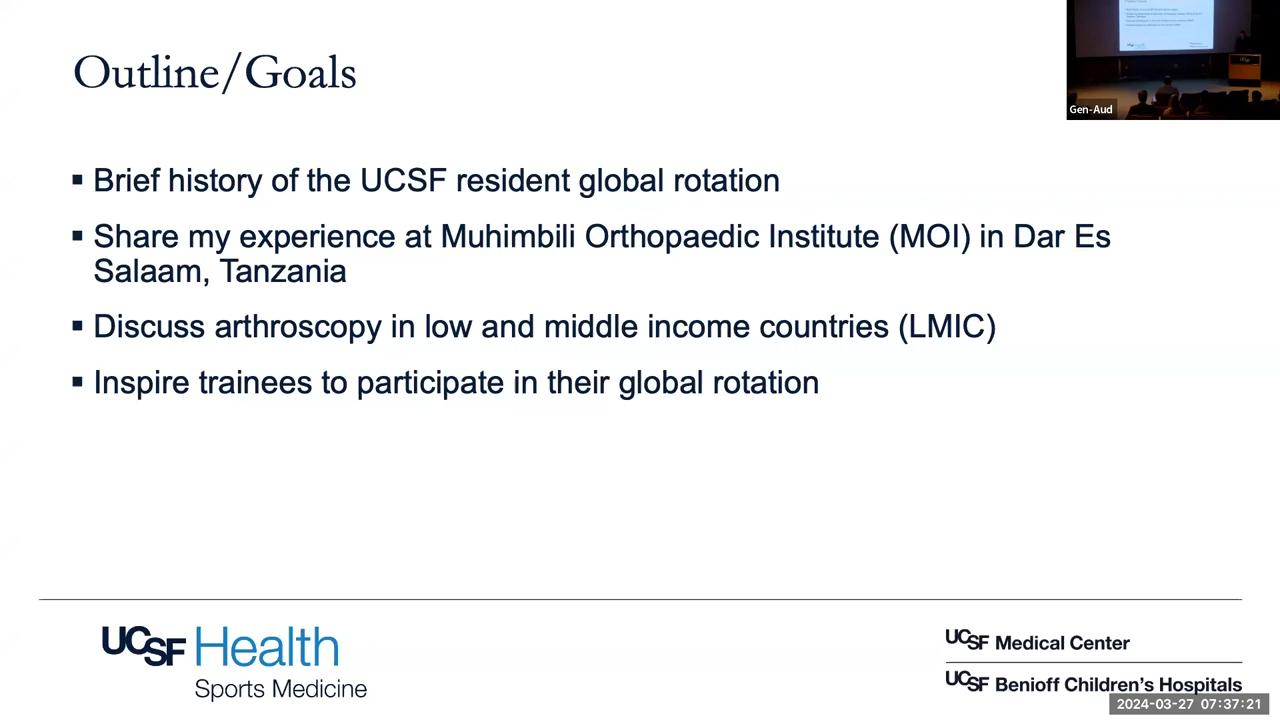 Outline/Goals
Gen-Aud
▪ Brief history of the UCSF resident global rotation
▪ Share my experience at Muhimbili Orthopaedic Institute (MOI) in Dar Es
Salaam, Tanzania
▪ Discuss arthroscopy in low and middle income countries (LMIC)
▪ Inspire trainees to participate in their global rotation
UCSF Health
Sports Medicine
UCSF Medical Center
UCSF Benioff Children's Hospitals
2024-03-27 07:37:21